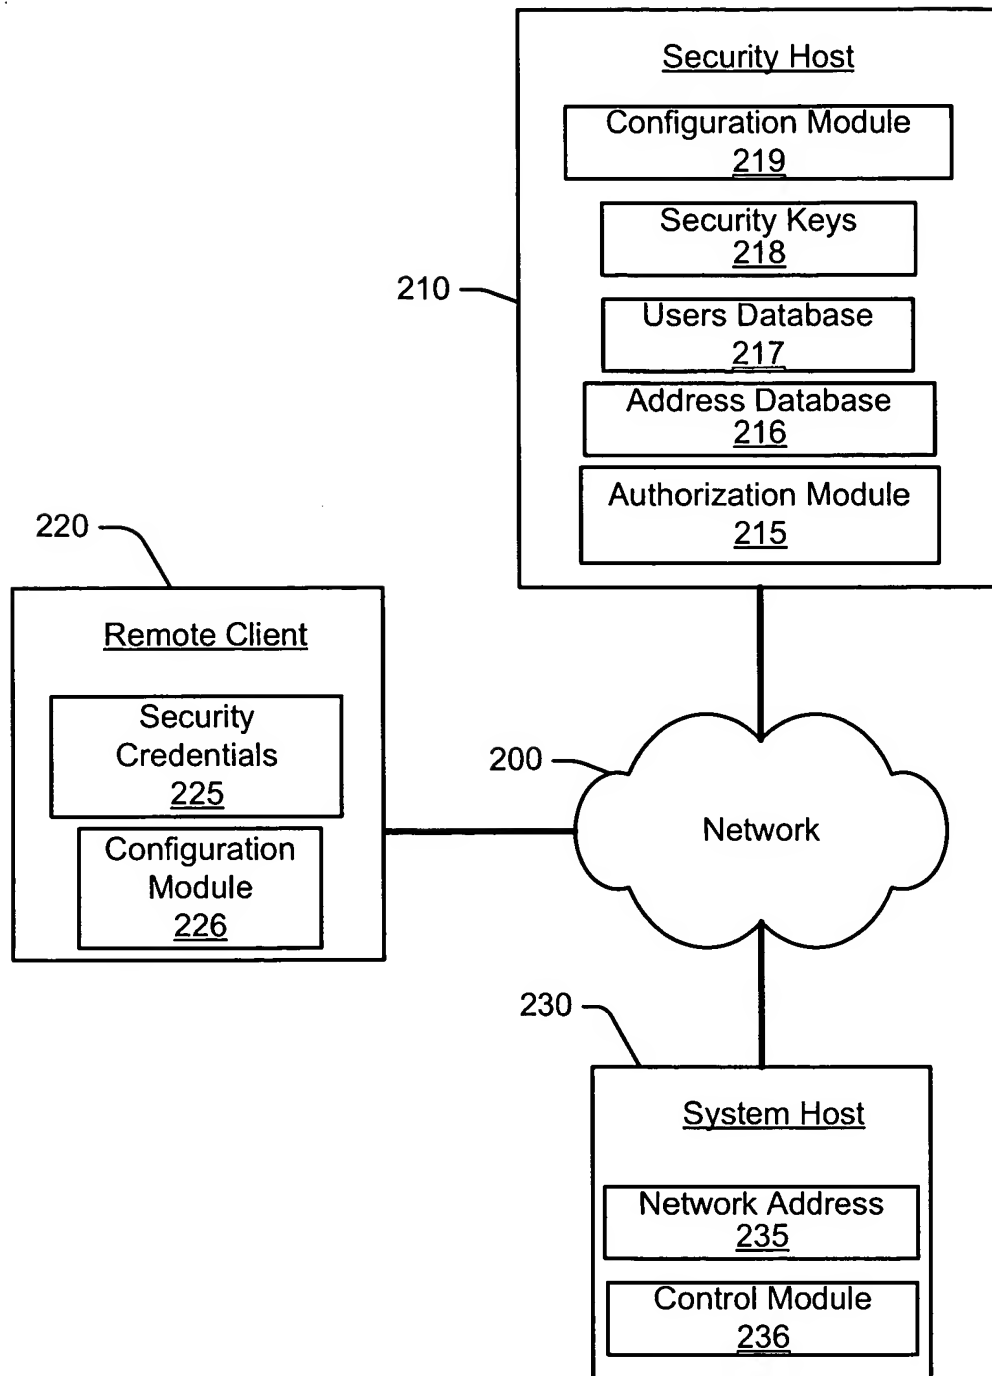 Security Host
Configuration Module
219
Security Keys
218
210
Users Database
217
Address Database
216
Authorization Module
215
220
Remote Client
Security
Credentials
225
Configuration
Module
226
200
Network
230
System Host
Network Address
235
Control Module
236